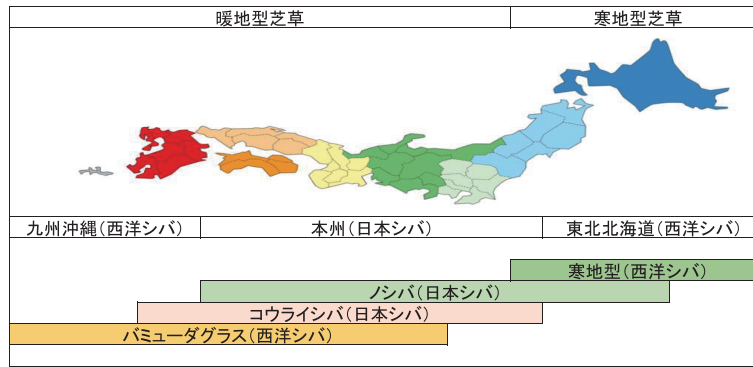 暖地型芝草
寒地型芝草
九州沖縄（西洋シバ）
本州（日本シバ）
東北北海道（西洋シバ）
寒地型（西洋シバ）
ノシバ（日本シバ）
コウライシバ（日本シバ）
バミューダグラス（西洋シバ）